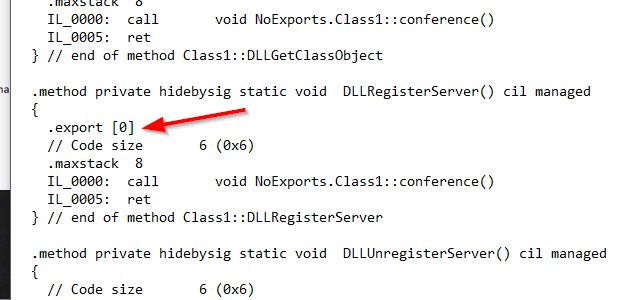 .maxstack 8
IL_0000: call void NoExports.Class1::conference()
IL_0005: ret
} // end of method Class1::DLLGetClassObject
.method private hidebysig static void DLLRegisterServer() cil managed
{
.export [0]
// Code size 6 (0x6)
.maxstack 8
IL_0000: call void NoExports.Class1::conference()
IL_0005: ret
} // end of method Class1::DLLRegisterServer
.method private hidebysig static void DLLUnregisterServer() cil managed
{
// Code size 6 (0x6)